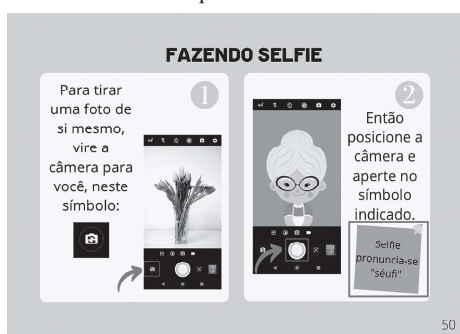 FAZENDO SELFIE
1
Para tirar
uma foto de
si mesmo,
vire a
câmera para
você, neste
símbolo:
2
Então
posicione a
câmera e
aperte no
símbolo
indicado.
Selfie
pronuncia-se
"séufi"
50